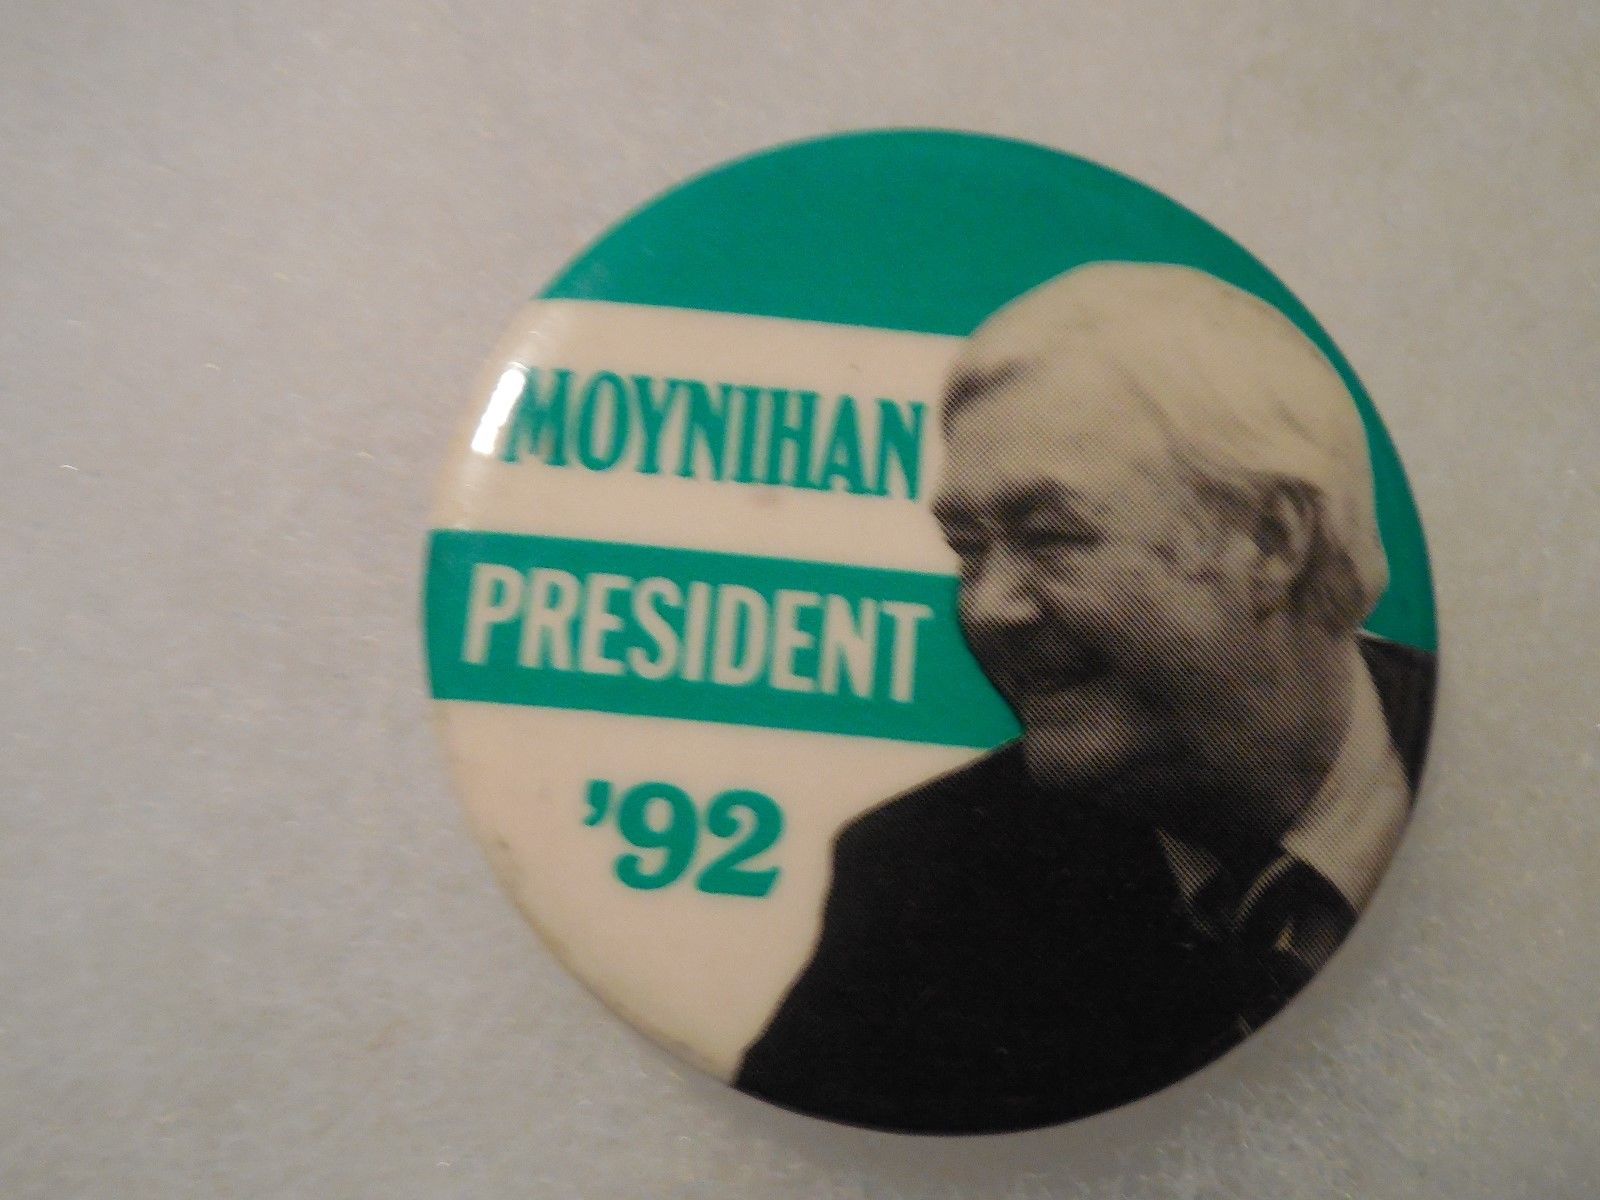 MOYNIHAN
PRESIDENT
’92